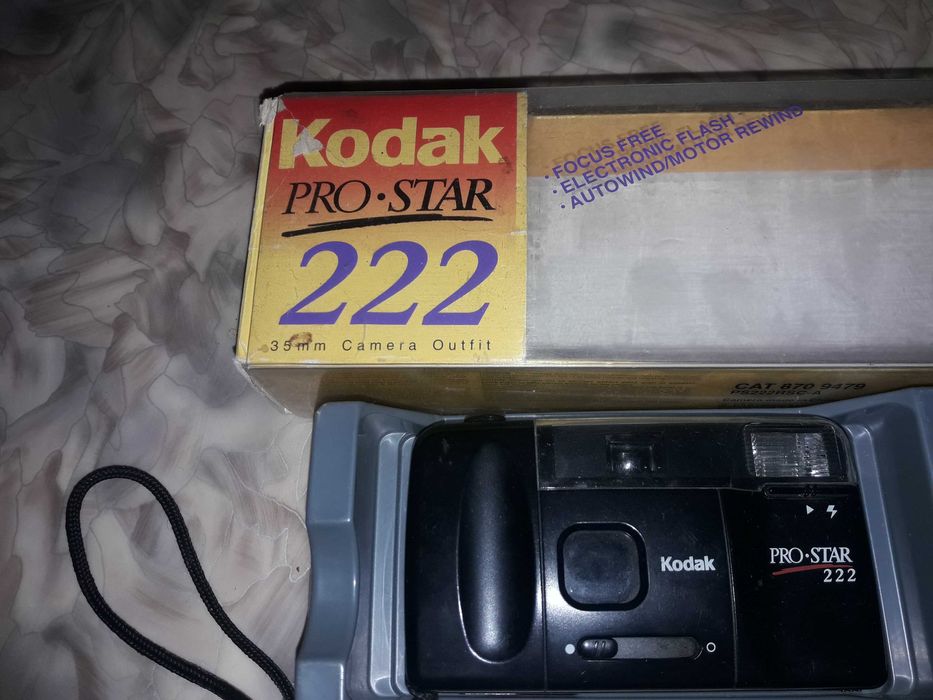 Kodak
PRO·STAR
222
35mm Camera Outfit
· FOCUS FREE
· ELECTRONIC FLASH
· AUTOWIND/MOTOR REWIND
CAT 870 9479
Kodak
PRO·STAR
222